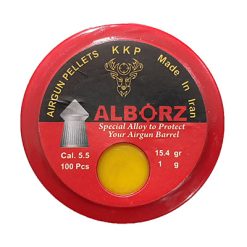 AIRGUN PELLETS KKP Made In Iran
ALBORZ
Special Alloy to Protect
Your Airgun Barrel
Cal. 5.5
100 Pcs
15.4 gr
1 g